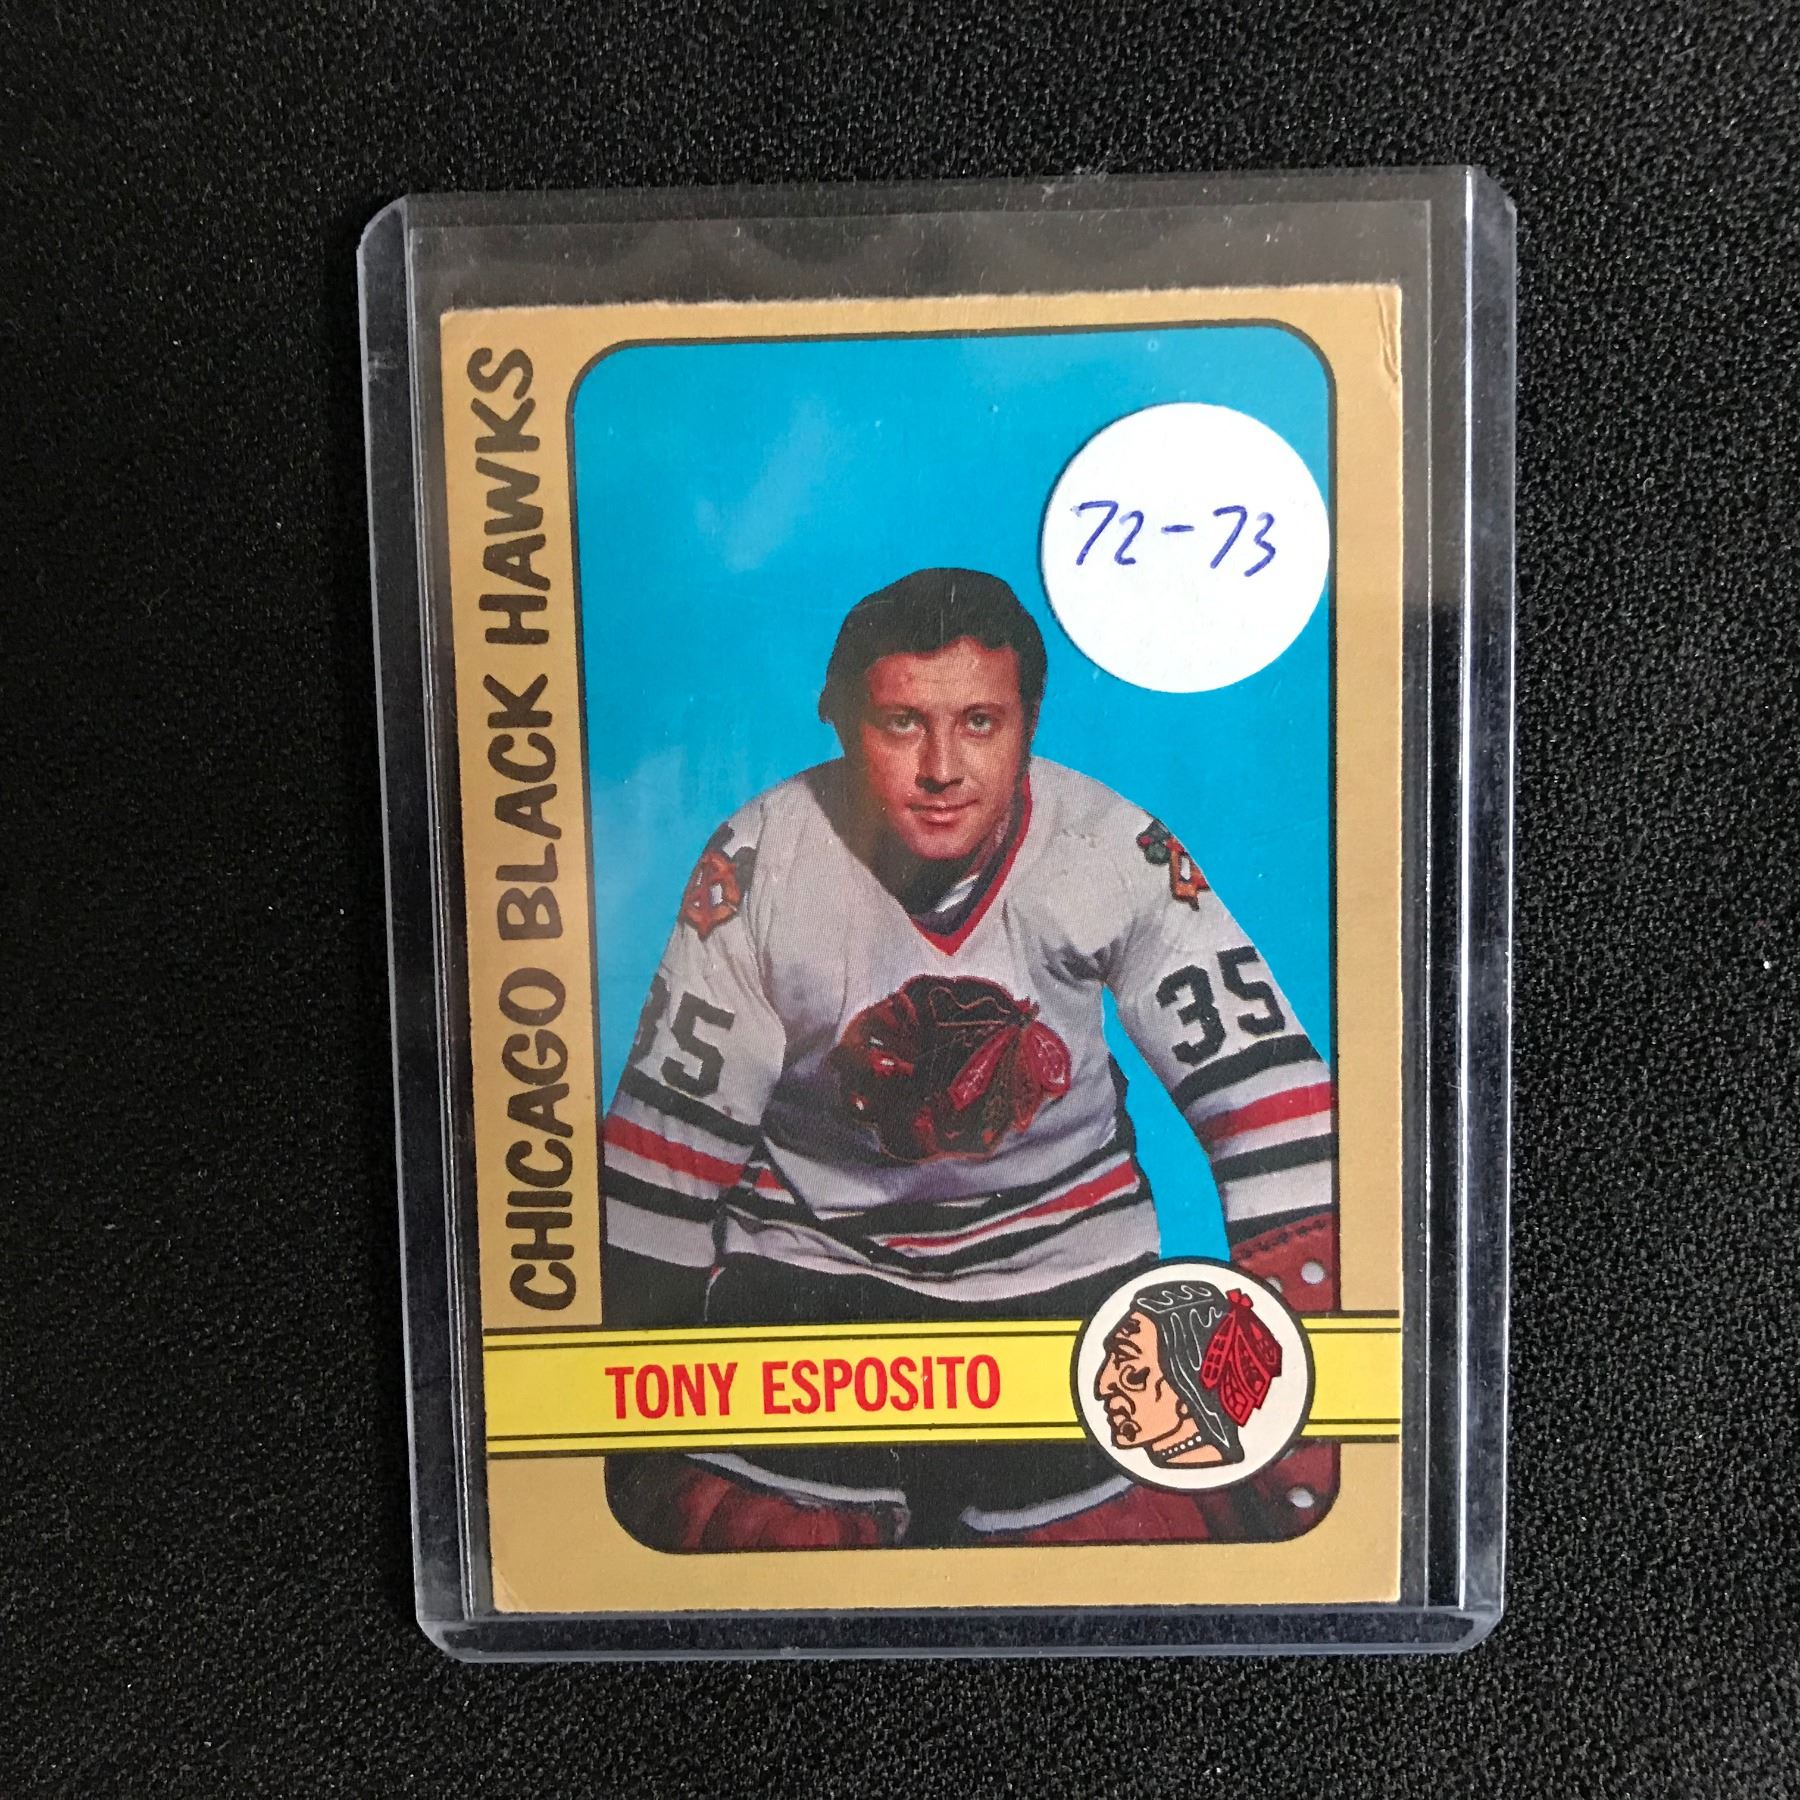 CHICAGO BLACK HAWKS
72-73
35
35
TONY ESPOSITO